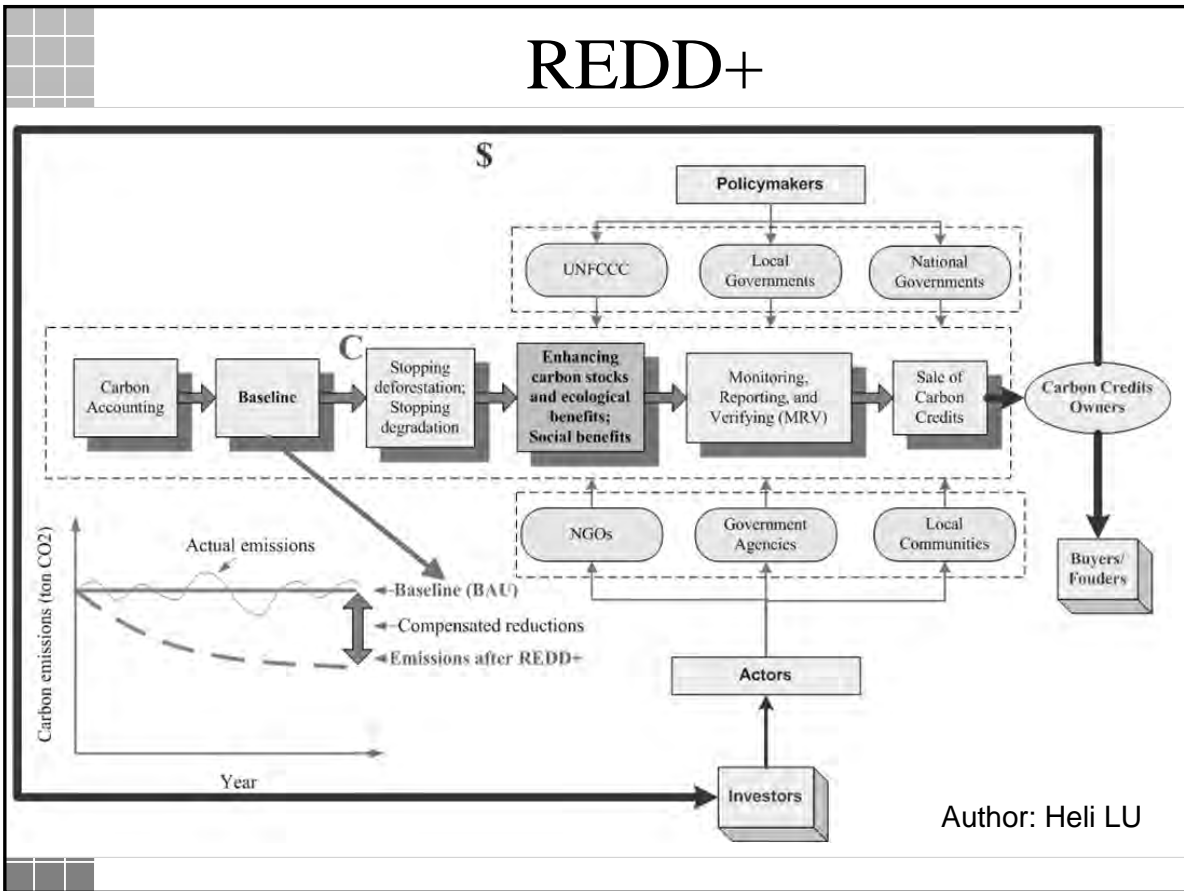 REDD+
$
Policymakers
UNFCCC
Local
Governments
National
Governments
C
Carbon
Accounting
Baseline
Stopping
deforestation;
Stopping
degradation
Enhancing
carbon stocks
and ecological
benefits;
Social benefits
Monitoring,
Reporting, and
Verifying (MRV)
Sale of
Carbon
Credits
Carbon Credits
Owners
NGOs
Government
Agencies
Local
Communities
Buyers/
Fouders
Carbon emissions (ton CO2)
Actual emissions
Baseline (BAU)
Compensated reductions
Emissions after REDD+
Year
Actors
Investors
Author: Heli LU